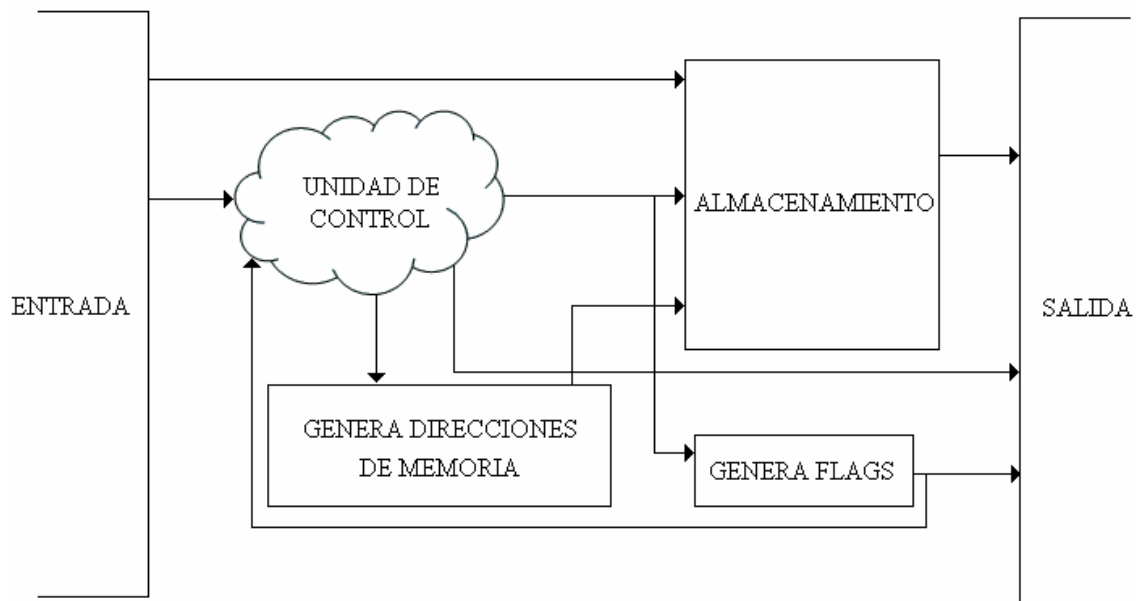 UNIDAD DE
CONTROL
ALMACENAMIENTO
ENTRADA
SALIDA
GENERA DIRECCIONES
DE MEMORIA
GENERA FLAGS